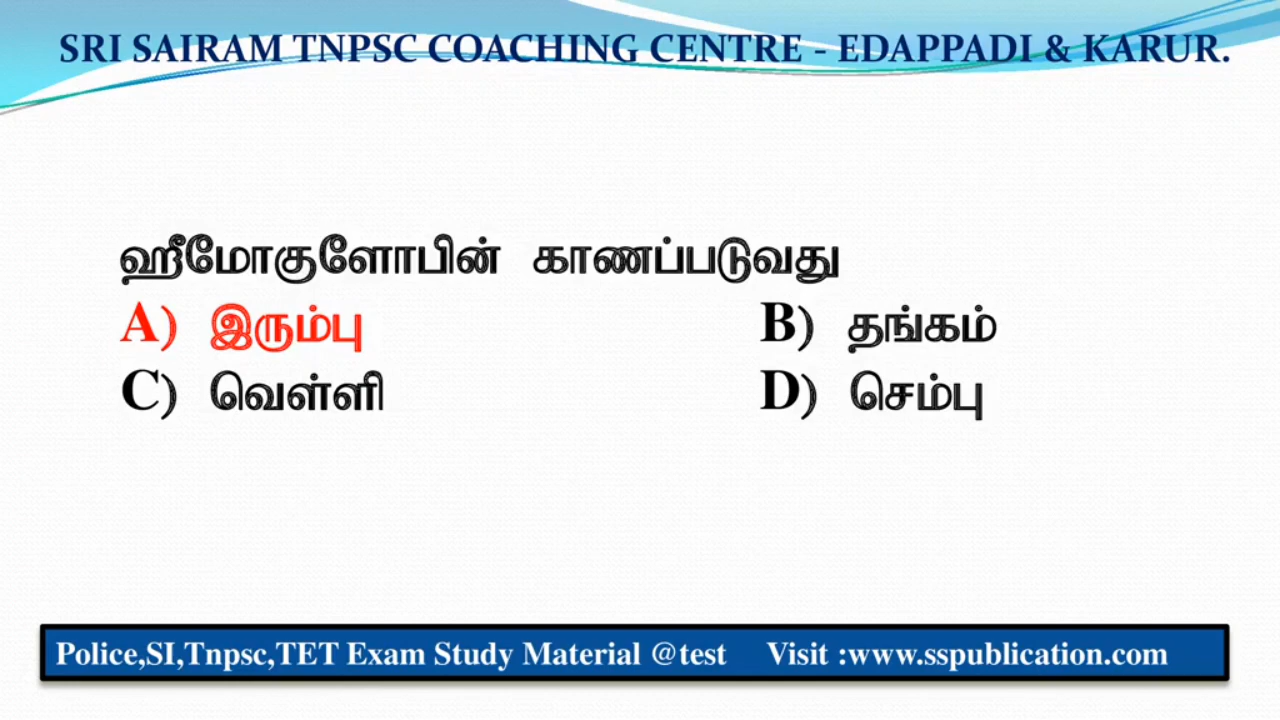 SRI SAIRAM TNPSC COACHING CENTRE - EDAPPADI & KARUR.
ஹீமோகுளோபின் காணப்படுவது
A) இரும்பு B) தங்கம்
C) வெள்ளி D) செம்பு
Police,SI,Tnpsc,TET Exam Study Material @test Visit :www.sspublication.com